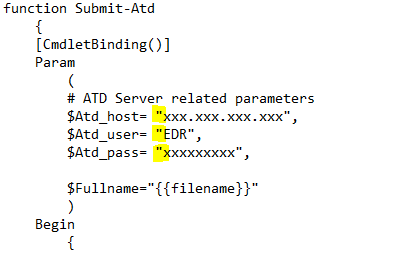 function Submit-Atd
{
[CmdletBinding()]
Param
(
# ATD Server related parameters
$Atd_host= "xxx.xxx.xxx.xxx",
$Atd_user= "EDR",
$Atd_pass= "xxxxxxxxx",
$Fullname="{{filename}}"
)
Begin
{